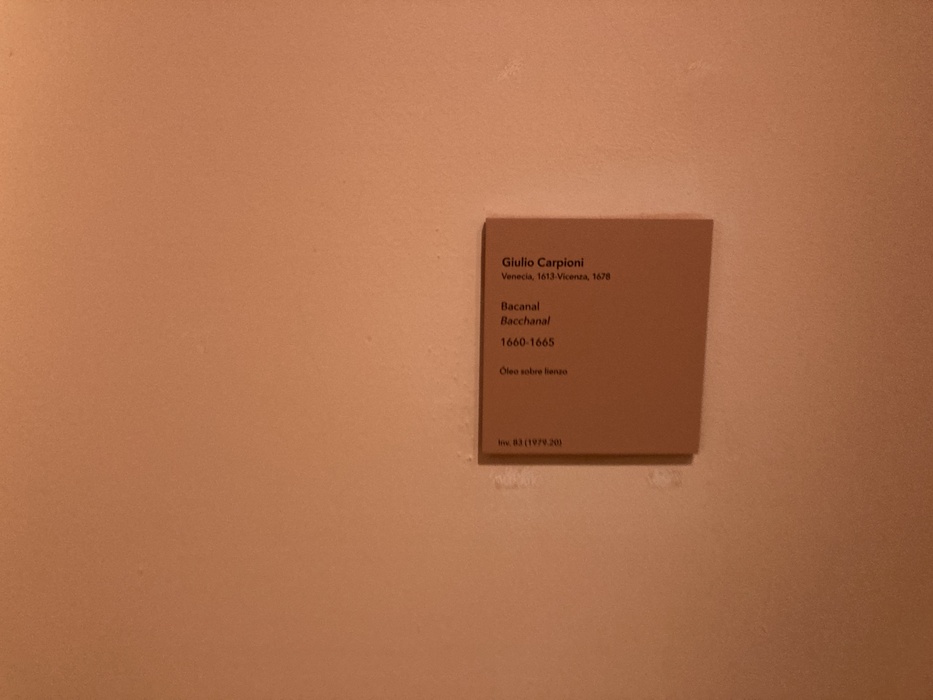 Giulio Carpioni
Venecia, 1613-Vicenza, 1678
Bacanal
Bacchanal
1660-1665
Óleo sobre lienzo
Inv. 83 (1979.20)